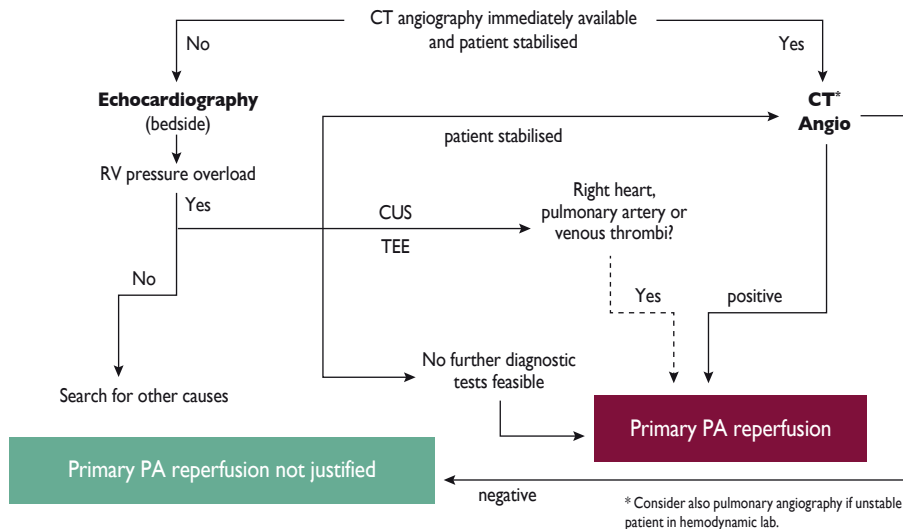 CT angiography immediately available
and patient stabilised
No
Yes
Echocardiography
(bedside)
CT*
Angio
patient stabilised
RV pressure overload
Yes
CUS
TEE
Right heart,
pulmonary artery or
venous thrombi?
No
Yes
positive
No further diagnostic
tests feasible
Search for other causes
Primary PA reperfusion
Primary PA reperfusion not justified
negative
* Consider also pulmonary angiography if unstable
patient in hemodynamic lab.